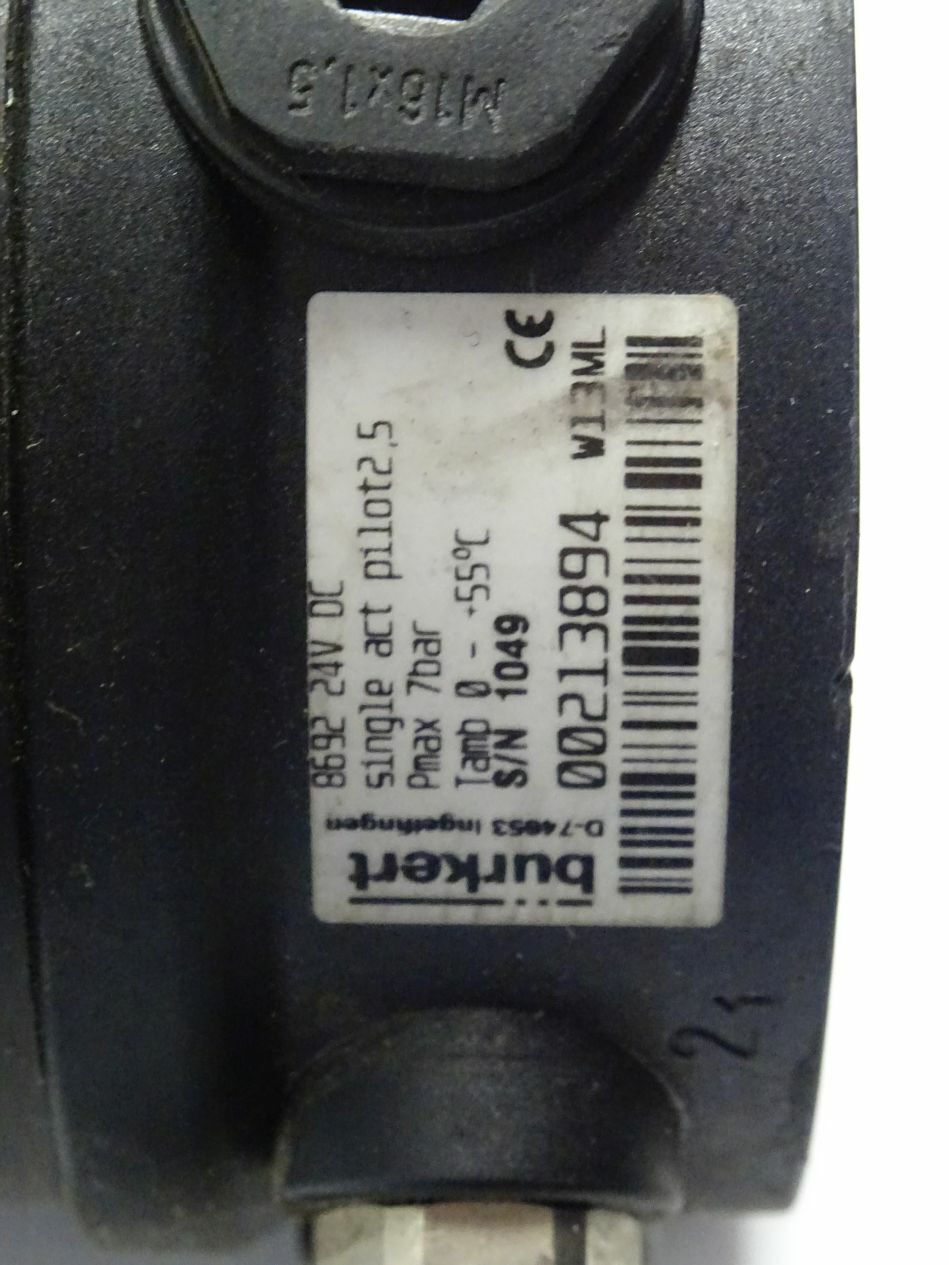 M16x1,5
8692 24V DC
single act pilot2,5
Pmax 7bar
Tamb 0 - +55ºC
S/N 1049
CE
00213894 W13ML
burkert
D-74653 Ingelfingen